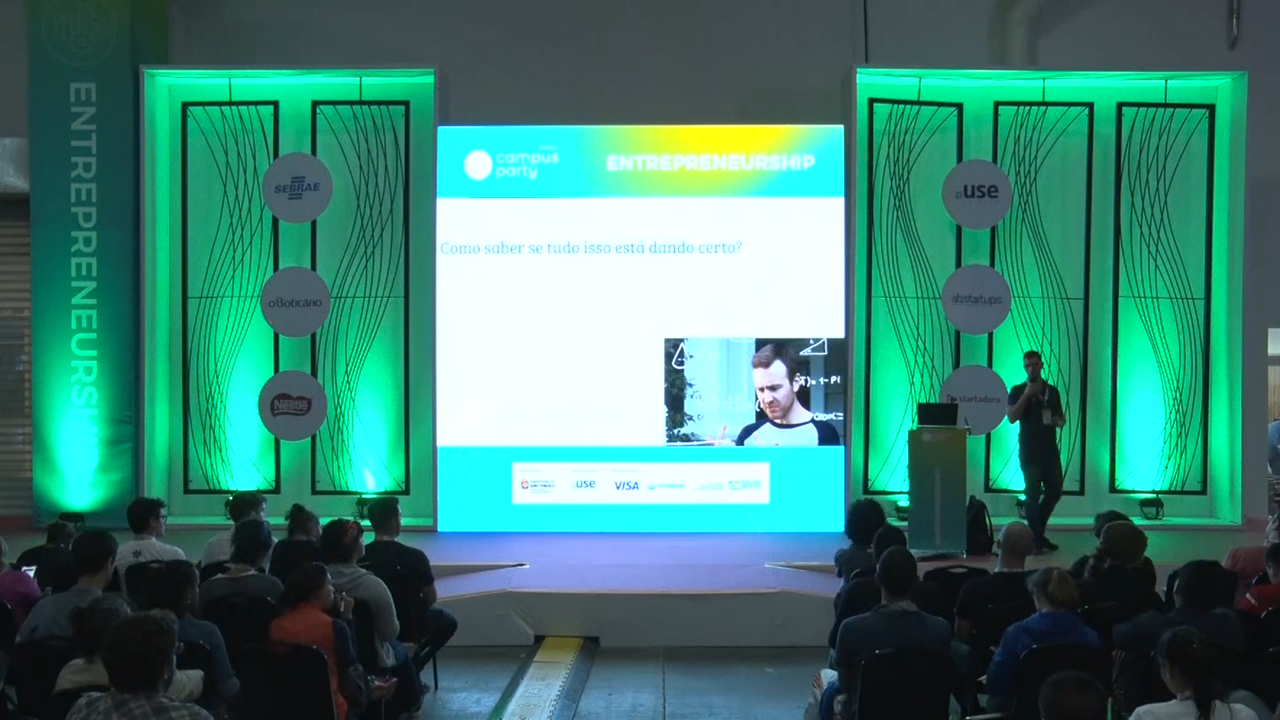 ENTREPRENEURSHIP
SEBRAE
oBoticário
Nestlé
campus
party
ENTREPRENEURSHIP
Como saber se tudo isso está dando certo?
use
VISA
use
abstartups
startadora